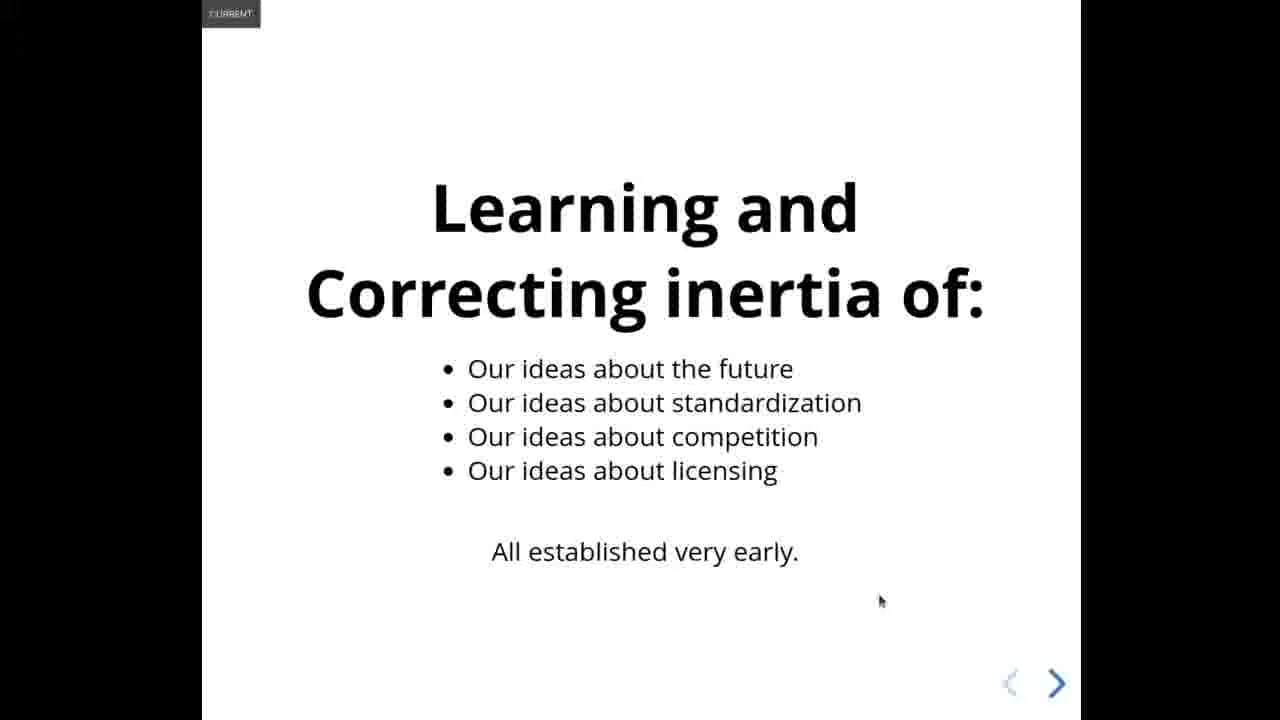 CURRENT
Learning and
Correcting inertia of:
• Our ideas about the future
• Our ideas about standardization
• Our ideas about competition
• Our ideas about licensing
All established very early.